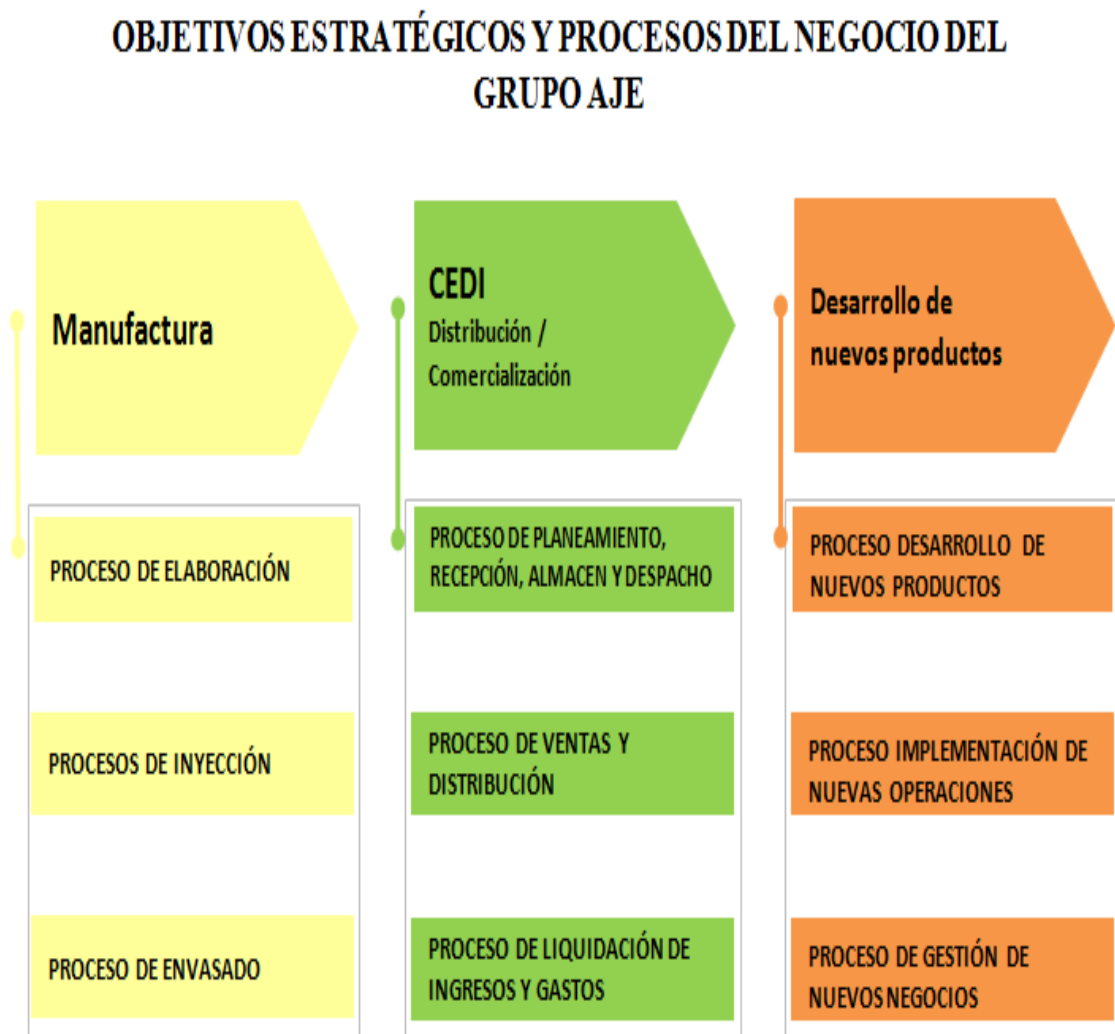 OBJETIVOS ESTRATÉGICOS Y PROCESOS DEL NEGOCIO DEL
GRUPO AJE
Manufactura
PROCESO DE ELABORACIÓN
PROCESOS DE INYECCIÓN
PROCESO DE ENVASADO
CEDI
Distribución /
Comercialización
PROCESO DE PLANEAMIENTO,
RECEPCIÓN, ALMACEN Y DESPACHO
PROCESO DE VENTAS Y
DISTRIBUCIÓN
PROCESO DE LIQUIDACIÓN DE
INGRESOS Y GASTOS
Desarrollo de
nuevos productos
PROCESO DESARROLLO DE
NUEVOS PRODUCTOS
PROCESO IMPLEMENTACIÓN DE
NUEVAS OPERACIONES
PROCESO DE GESTIÓN DE
NUEVOS NEGOCIOS